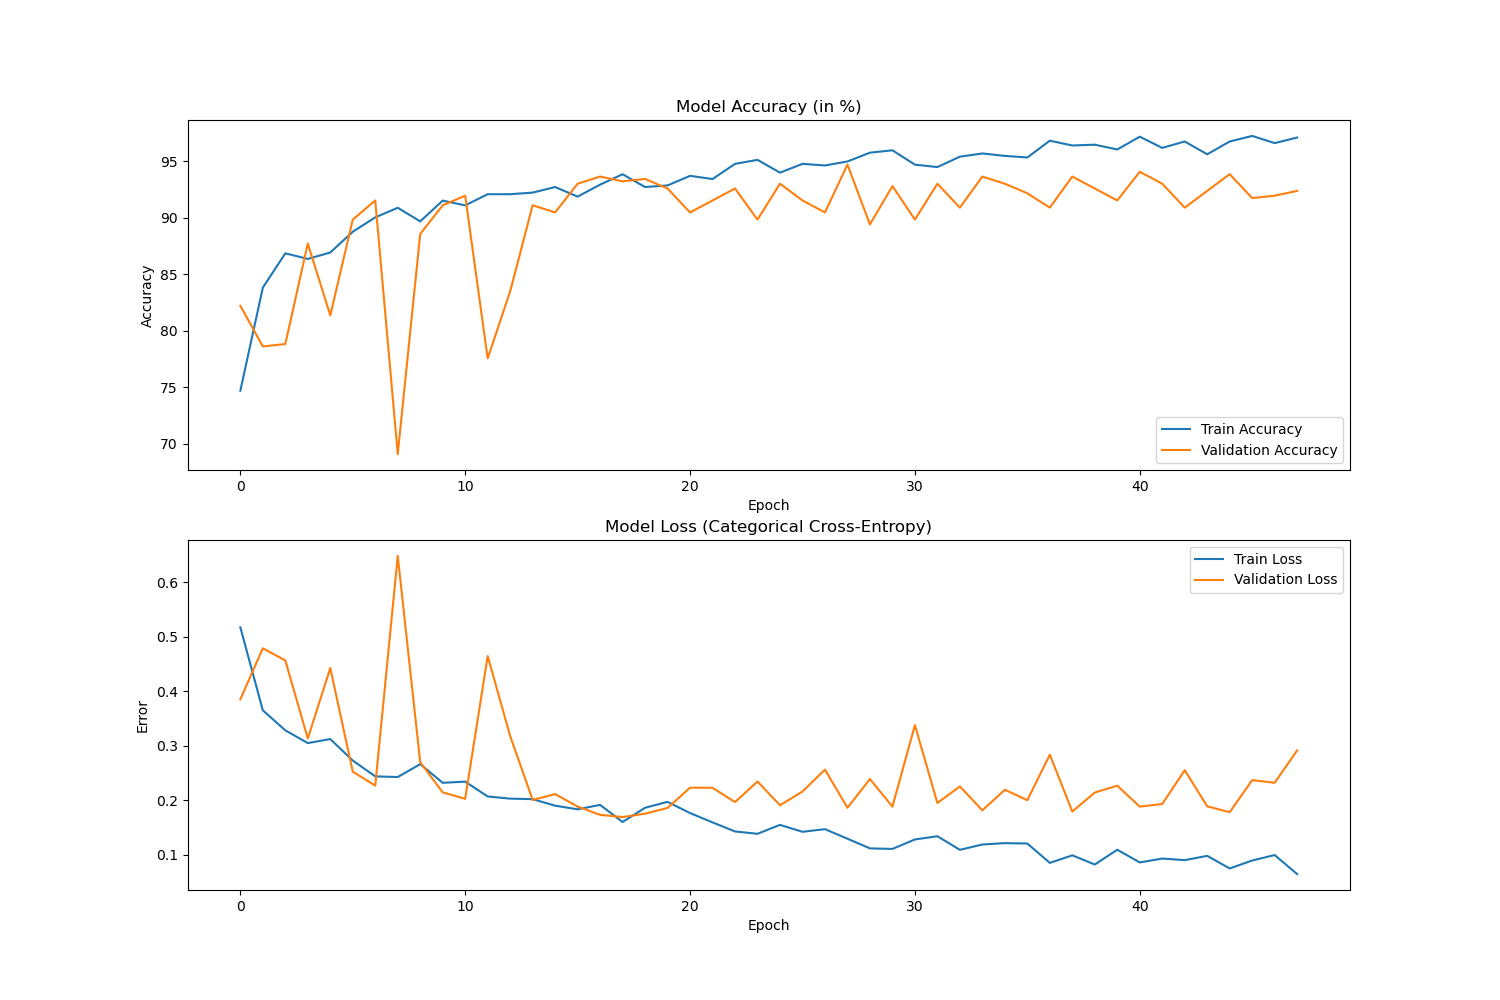 Model Accuracy (in %)
95
90
85
80
75
70
Accuracy
Train Accuracy
Validation Accuracy
0 10 20 30 40
Epoch
Model Loss (Categorical Cross-Entropy)
Train Loss
Validation Loss
0.6
0.5
0.4
0.3
0.2
0.1
Error
0 10 20 30 40
Epoch